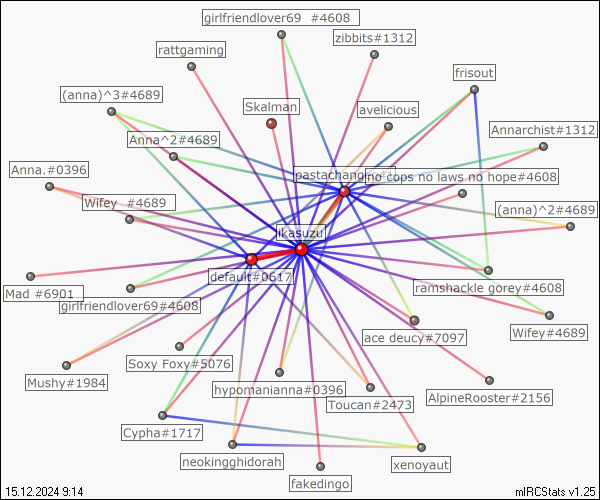 girlfriendlover69 #4608
zibbits#1312
rattgaming
frisout
(anna)^3#4689
Skalman
avelicious
Anna^2#4689
Annarchist#1312
Anna.#0396
pastachang
no cops no laws no hope#4608
Wifey #4689
(anna)^2#4689
ikasuzu
default#0617
Mad #6901
girlfriendlover69#4608
ramshackle gorey#4608
Wifey#4689
ace deucy#7097
Soxy Foxy#5076
Mushy#1984
hypomanianna#0396
AlpineRooster#2156
Toucan#2473
Cypha#1717
neokingghidorah
xenoyaut
fakedingo
15.12.2024 9:14
mIRCStats v1.25